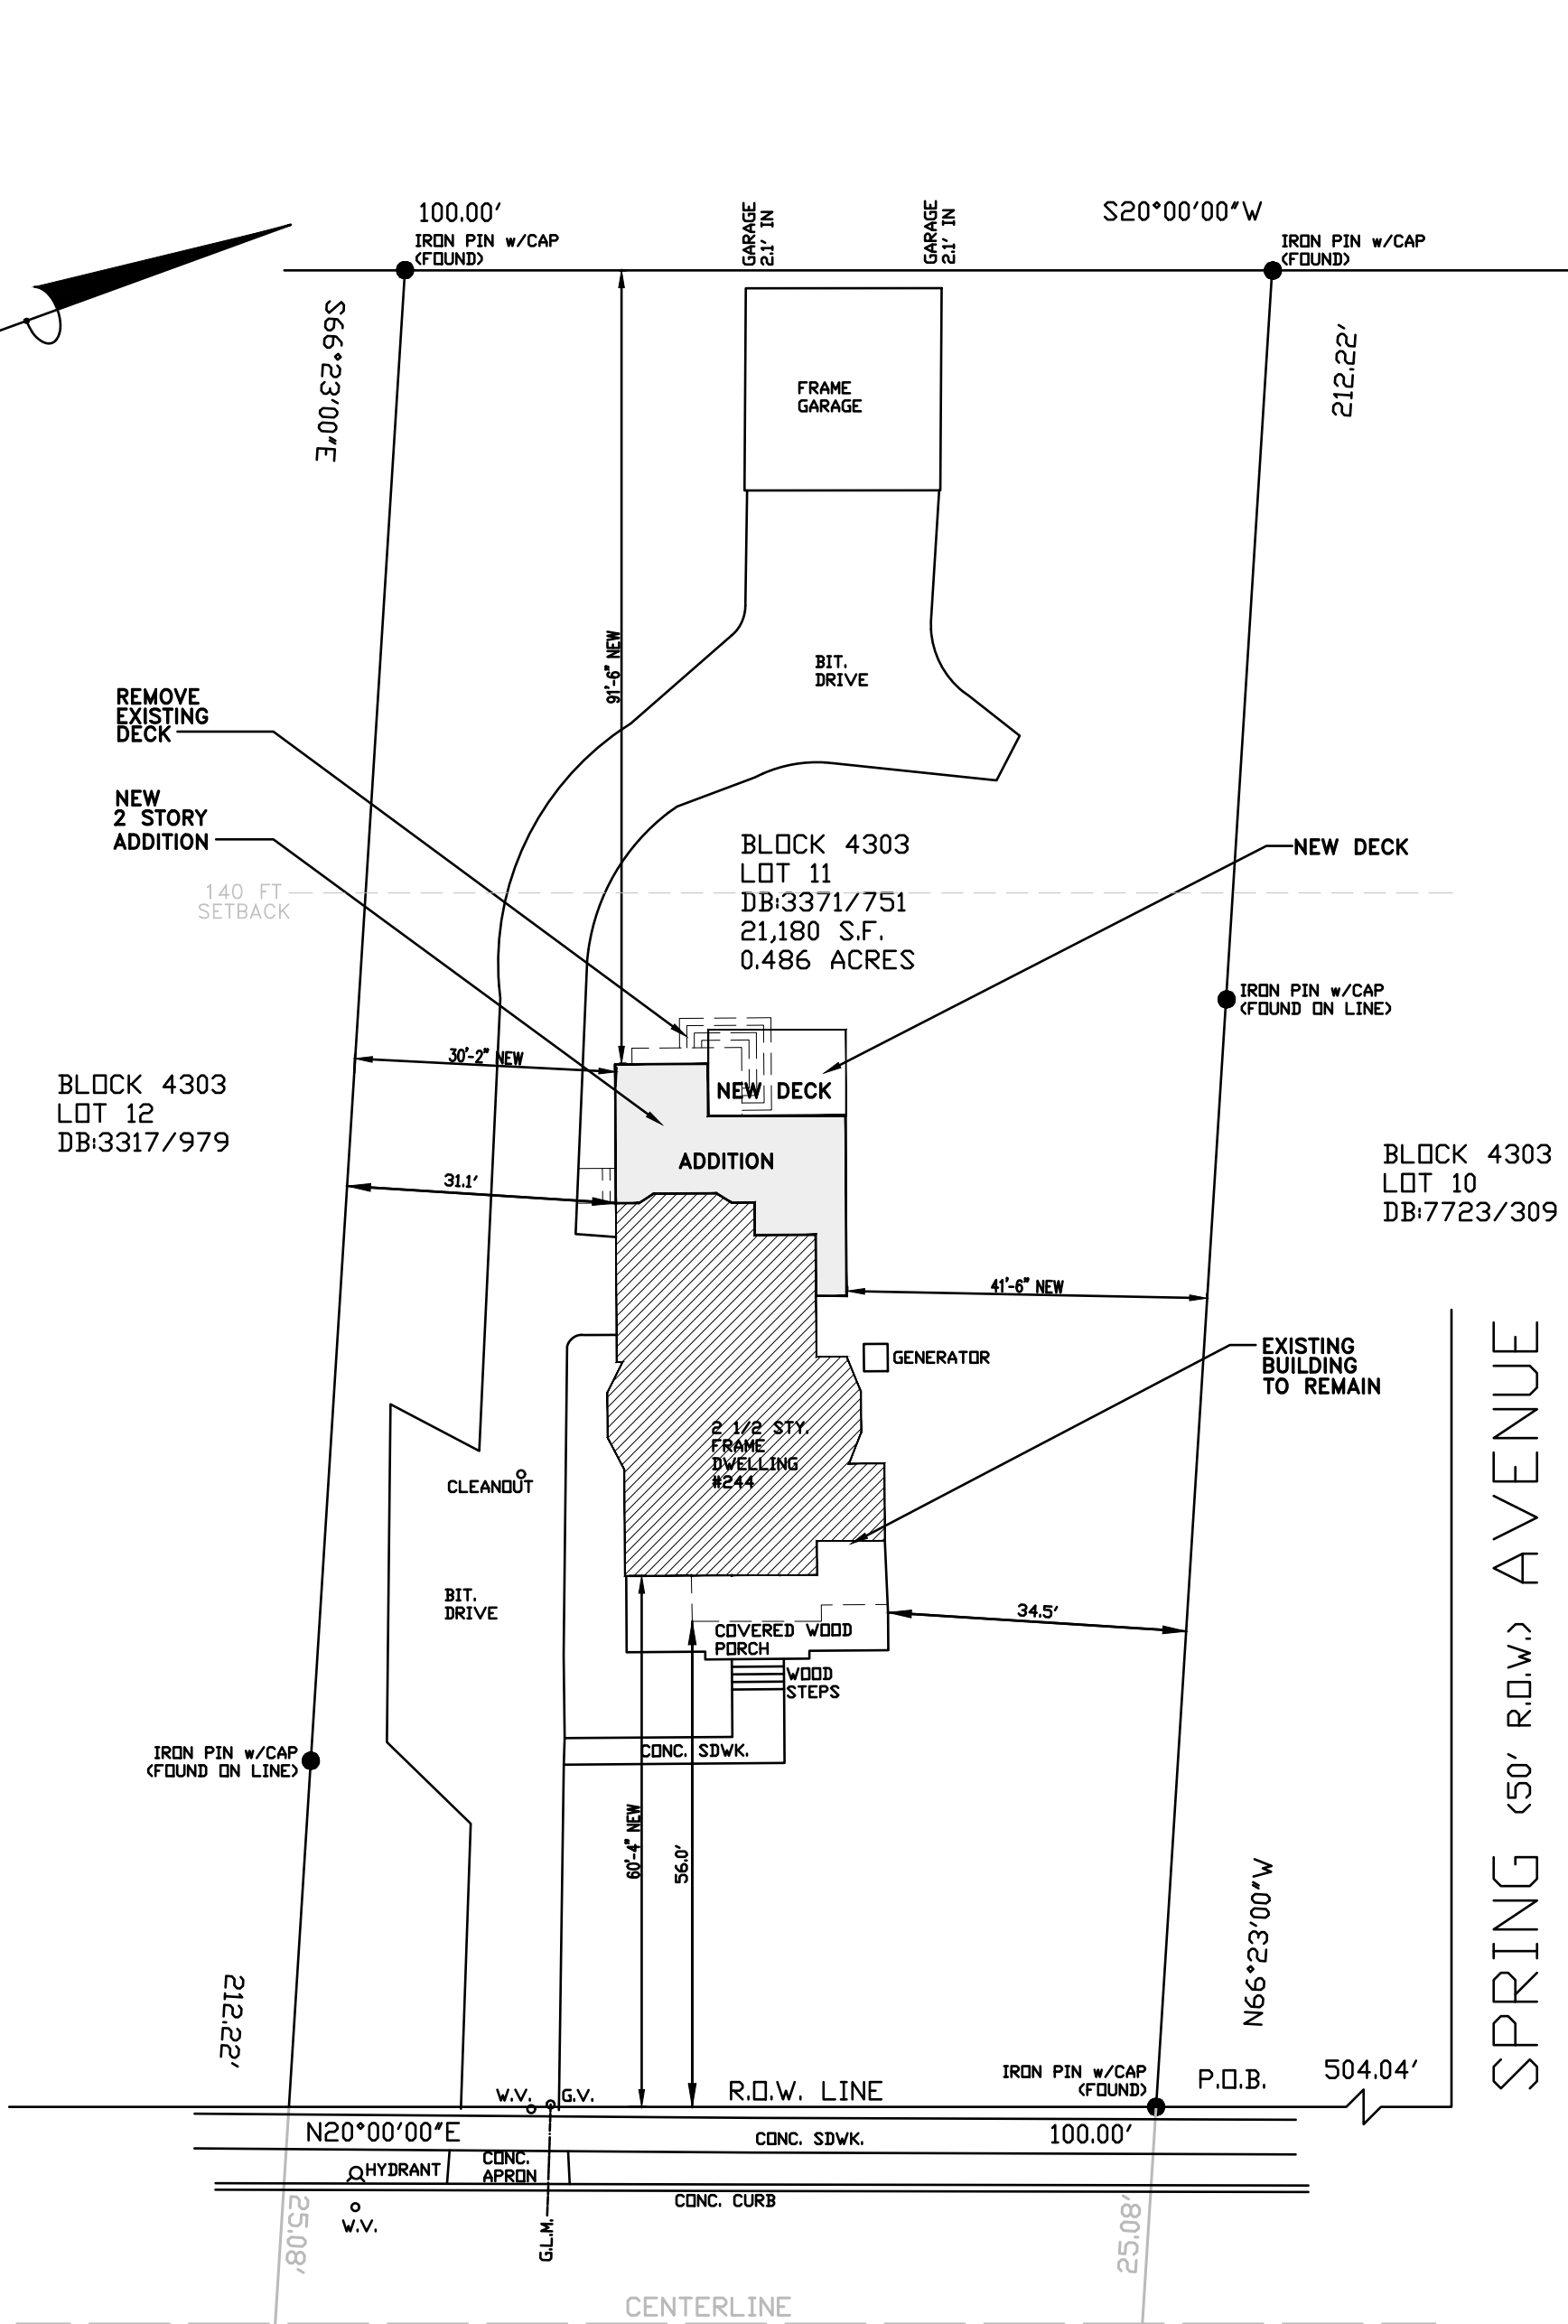 100.00'
S20°00'00"W
IRON PIN w/CAP
(FOUND)
GARAGE
2.1' IN
GARAGE
2.1' IN
IRON PIN w/CAP
(FOUND)
S66°23'00"E
212.22'
FRAME
GARAGE
91'-6" NEW
BIT.
DRIVE
REMOVE
EXISTING
DECK
NEW
2 STORY
ADDITION
140 FT
SETBACK
BLOCK 4303
LOT 11
DB:3371/751
21,180 S.F.
0.486 ACRES
NEW DECK
IRON PIN w/CAP
(FOUND ON LINE)
30'-2" NEW
BLOCK 4303
LOT 12
DB:3317/979
NEW DECK
ADDITION
31.1'
BLOCK 4303
LOT 10
DB:7723/309
41'-6" NEW
GENERATOR
EXISTING
BUILDING
TO REMAIN
2 1/2 STY.
FRAME
DWELLING
#244
CLEANOUT
BIT.
DRIVE
34.5'
COVERED WOOD
PORCH
WOOD
STEPS
CONC. SDWK.
IRON PIN w/CAP
(FOUND ON LINE)
60'-4" NEW
56.0'
SPRING (50' R.O.W.) AVENUE
N66°23'00"W
212.22'
IRON PIN w/CAP
(FOUND)
P.O.B.
504.04'
W.V.
G.V.
R.O.W. LINE
N20°00'00"E
CONC. SDWK.
100.00'
HYDRANT
CONC.
APRON
CONC. CURB
W.V.
G.L.M.
25.08'
25.08'
CENTERLINE